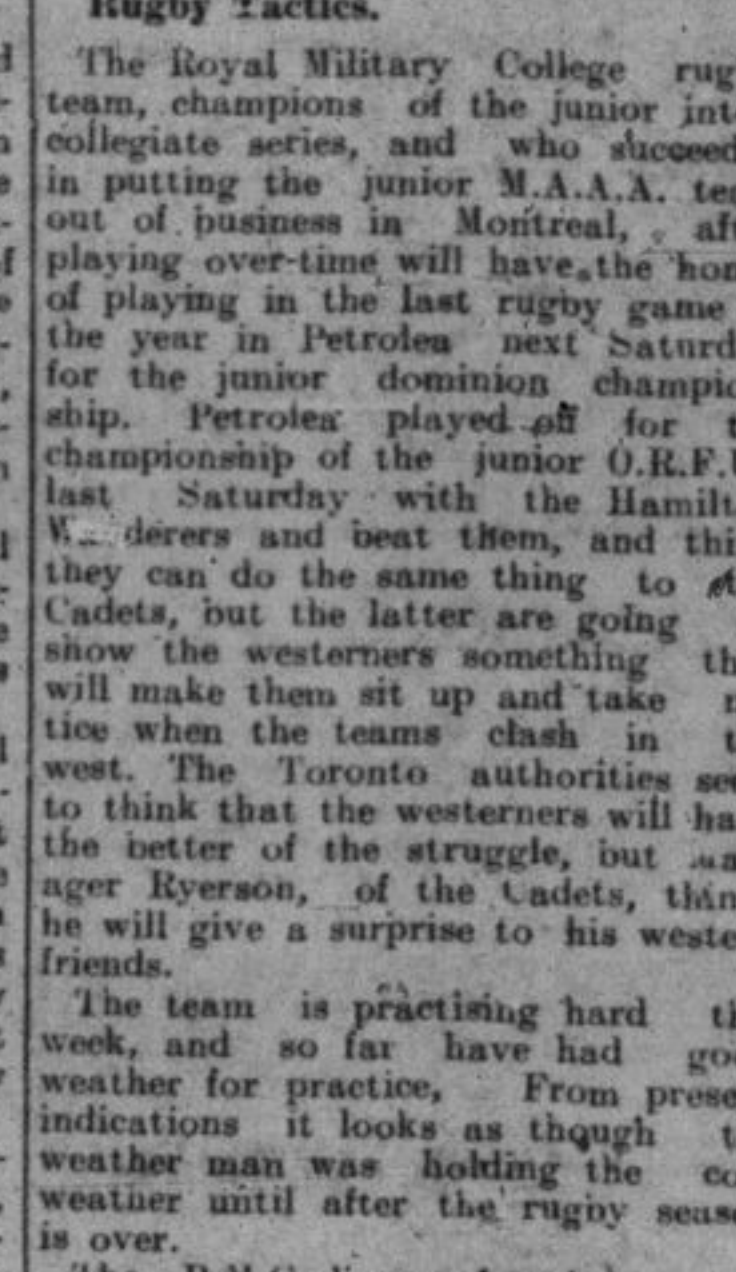 Rugby Tactics.
The Royal Military College rug
team, champions of the junior int
collegiate series, and who succeed
in putting the junior M.A.A.A. tea
out of business in Montreal, aft
playing over-time will have the hon
of playing in the last rugby game
the year in Petrolea next Saturd
for the junior dominion champio
ship. Petrolea played off for t
championship of the junior O.R.F.U
last Saturday with the Hamilt
derers and beat them, and thi
they can do the same thing to
Cadets, but the latter are going
show the westerners something th
will make them sit up and take n
tice when the teams clash in t
west. The Toronto authorities see
to think that the westerners will ha
the better of the struggle, but
ager Ryerson, of the Cadets, thin
he will give a surprise to his weste
friends.
The team is practising hard th
week, and so far have had goo
weather for practice, From prese
indications it looks as though t
weather man was holding the co
weather until after the rugby seas
is over.